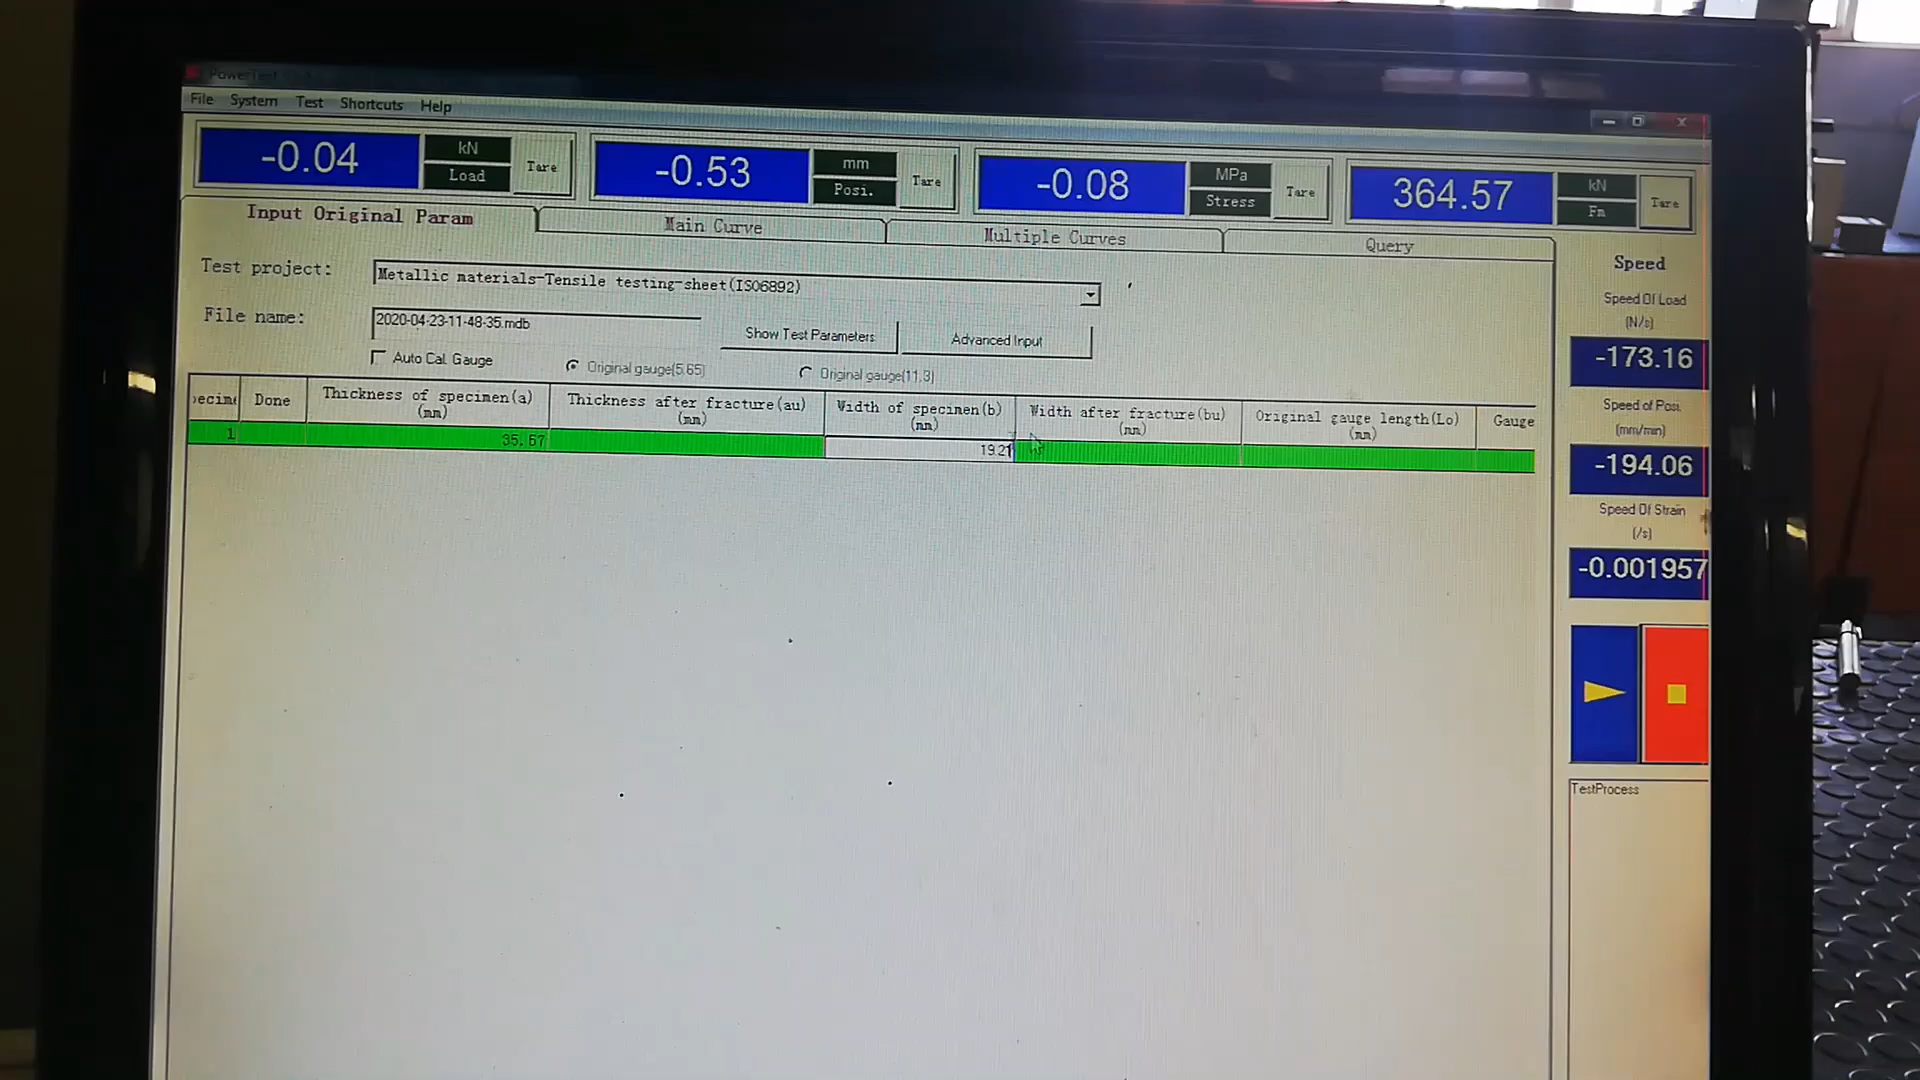 PowerTest
File System Test Shortcuts Help
-0.04 kN Load Tare
-0.53 mm Posi. Tare
-0.08 MPa Stress Tare
364.57 kN Fm Tare
Input Original Param Main Curve Multiple Curves Query
Test project: Metallic materials-Tensile testing-sheet(ISO6892)
File name: 2020-04-23-11-48-35.mdb Show Test Parameters Advanced Input
Auto Cal. Gauge Original gauge(5.65) Original gauge(11.3)
Done Thickness of specimen(a) (mm) Thickness after fracture(au) (mm) Width of specimen(b) (mm) Width after fracture(bu) (mm) Original gauge length(Lo) (mm) Gauge
1 35.67 19.21
Speed
Speed Of Load
(N/s)
-173.16
Speed of Posi.
(mm/min)
-194.06
Speed Of Strain
(/s)
-0.001957
TestProcess